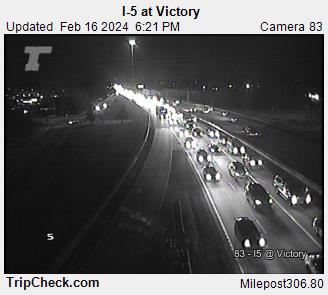 I-5 at Victory
Updated Feb 16 2024 6:21 PM Camera 83
T
S
83 - I5 @ Victory
TripCheck.com Milepost306.80